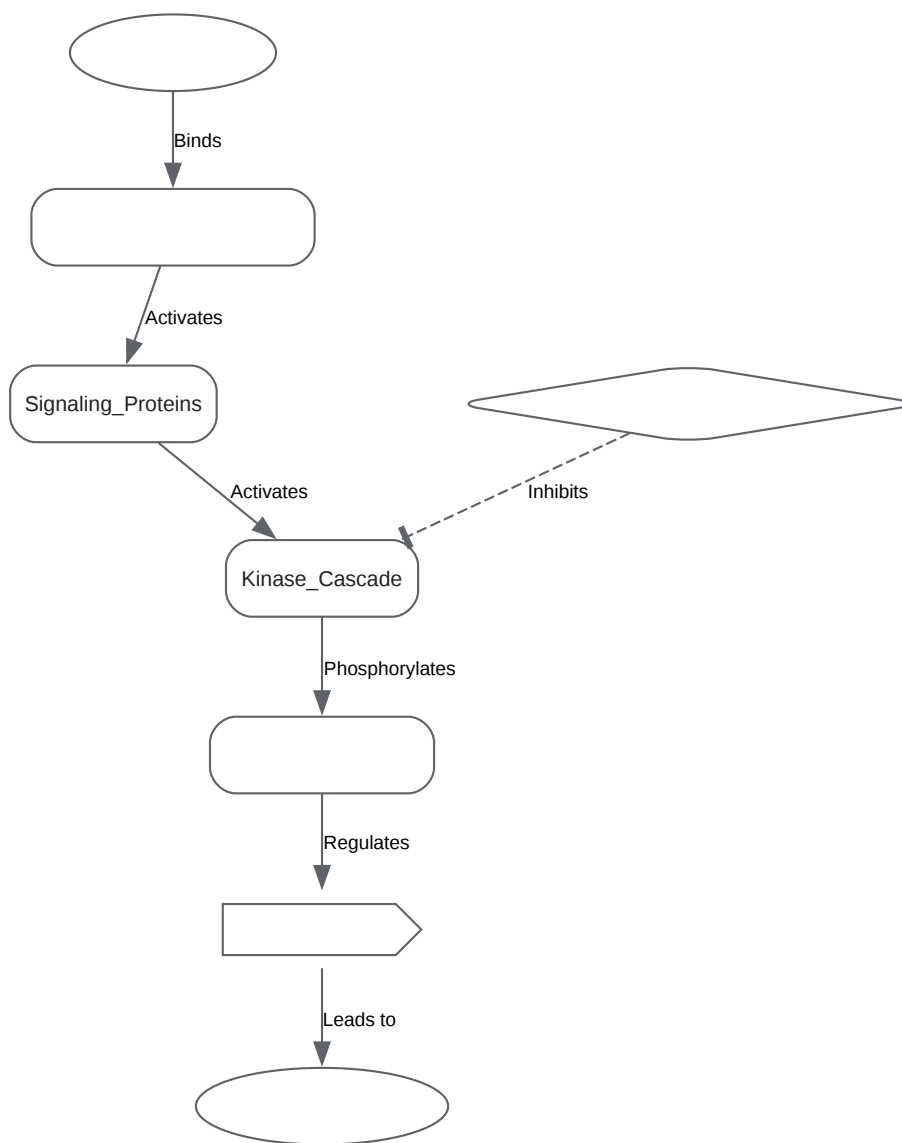 Binds
Activates
Signaling_Proteins
Activates
Inhibits
Kinase_Cascade
Phosphorylates
Regulates
Leads to